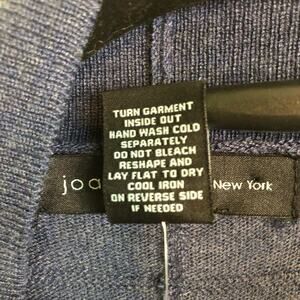 TURN GARMENT
INSIDE OUT
HAND WASH COLD
SEPARATELY
DO NOT BLEACH
RESHAPE AND
LAY FLAT TO DRY
COOL IRON
ON REVERSE SIDE
IF NEEDED
joa
New York